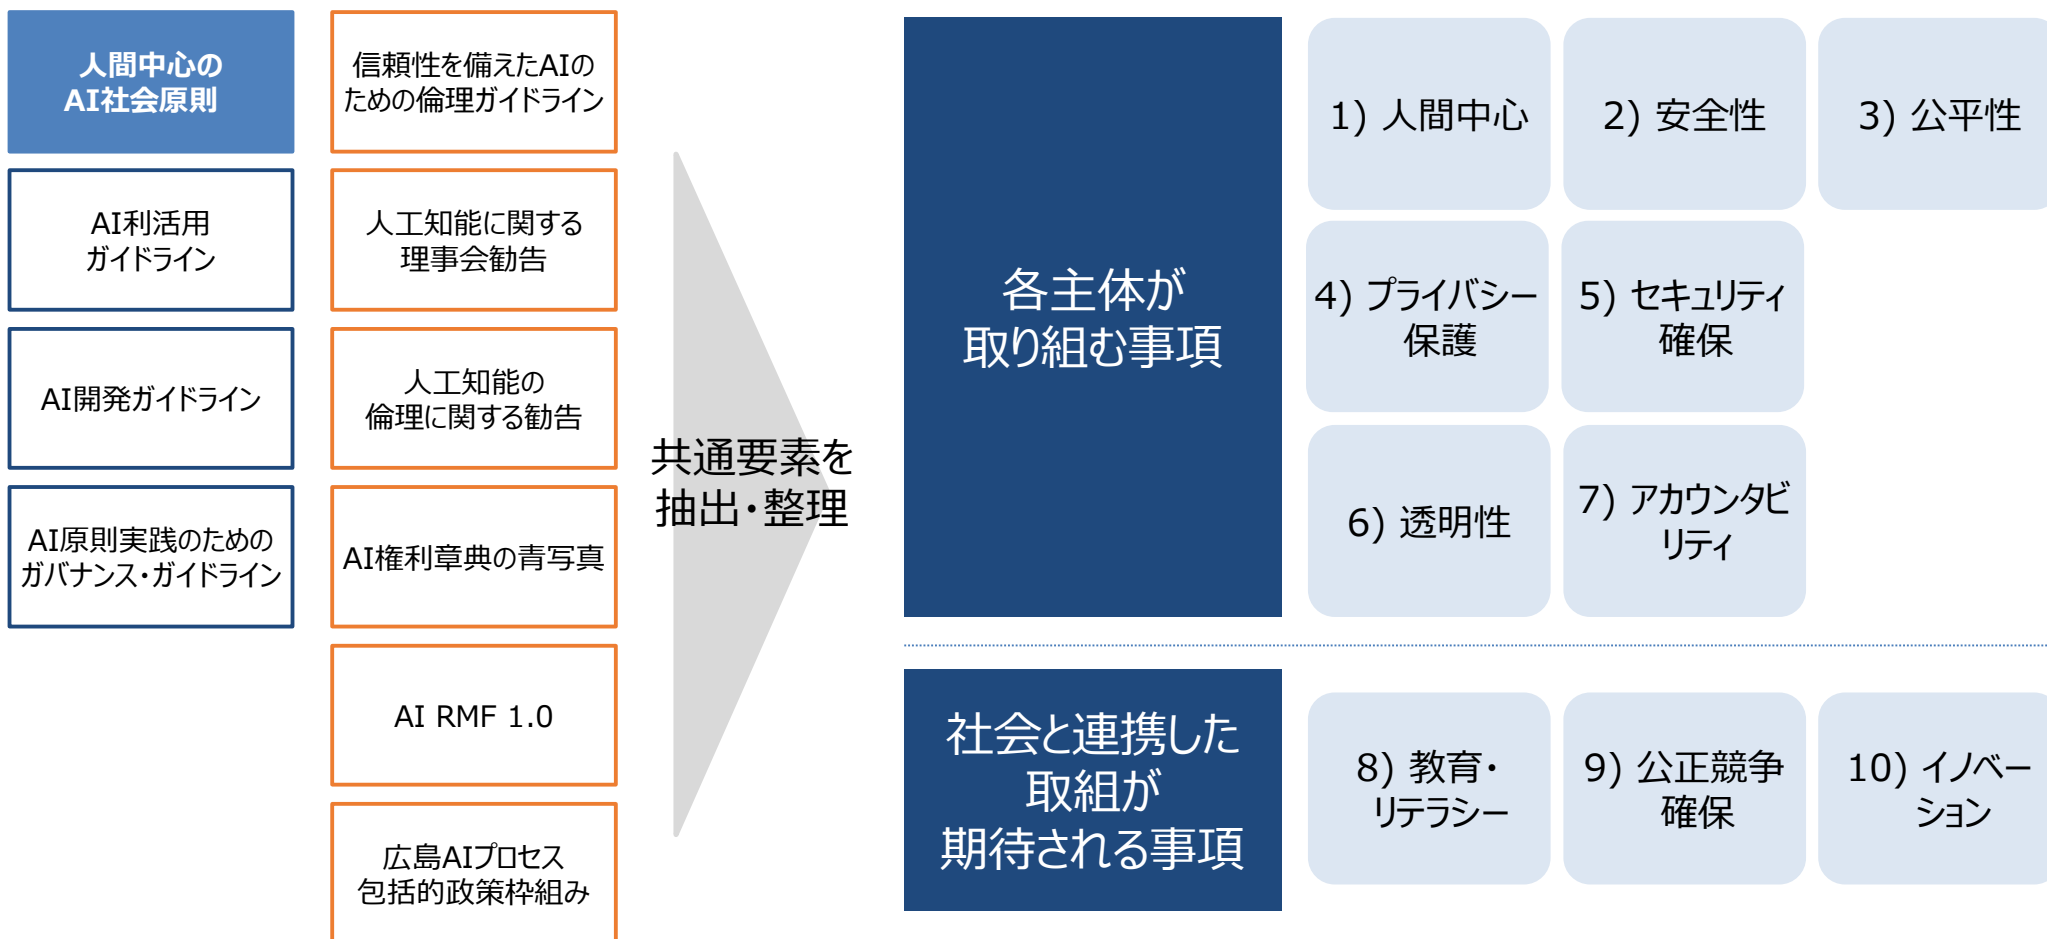 人間中心の
AI社会原則
AI利活用
ガイドライン
AI開発ガイドライン
AI原則実践のための
ガバナンス・ガイドライン
信頼性を備えたAIの
ための倫理ガイドライン
人工知能に関する
理事会勧告
人工知能の
倫理に関する勧告
AI権利章典の青写真
AI RMF 1.0
広島AIプロセス
包括的政策枠組み
共通要素を
抽出・整理
各主体が
取り組む事項
1) 人間中心
2) 安全性
3) 公平性
4) プライバシー
保護
5) セキュリティ
確保
6) 透明性
7) アカウンタビ
リティ
社会と連携した
取組が
期待される事項
8) 教育・
リテラシー
9) 公正競争
確保
10) イノベー
ション